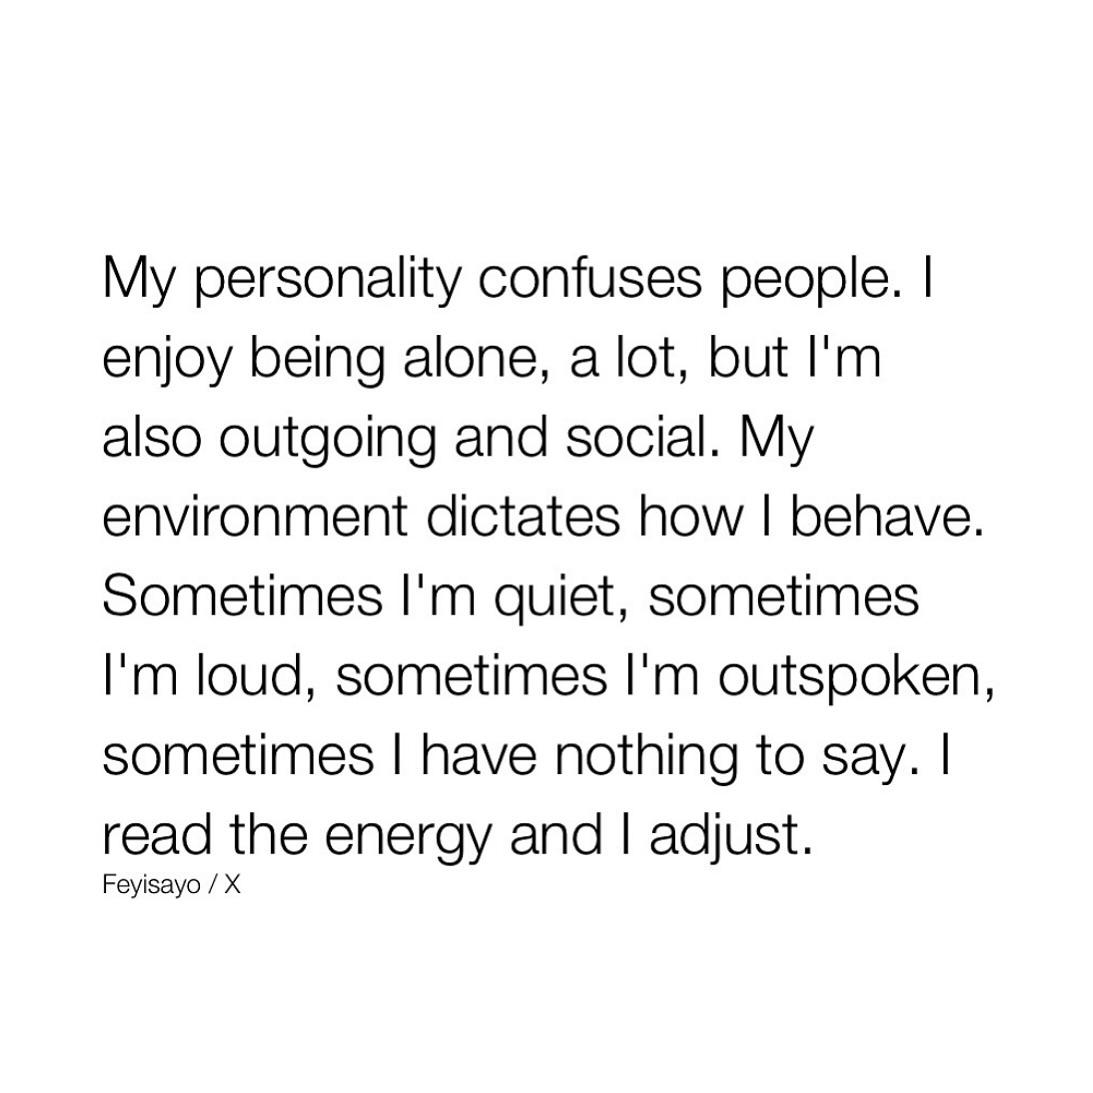 My personality confuses people. I
enjoy being alone, a lot, but I'm
also outgoing and social. My
environment dictates how I behave.
Sometimes I'm quiet, sometimes
I'm loud, sometimes I'm outspoken,
sometimes I have nothing to say. I
read the energy and I adjust.
Feyisayo / X